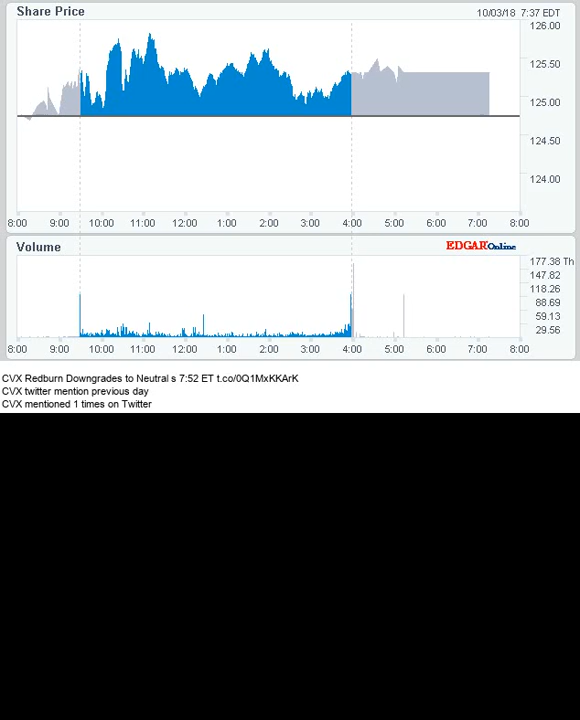 Share Price
10/03/18 7:37 EDT
126.00
125.50
125.00
124.50
124.00
8:00 9:00 10:00 11:00 12:00 1:00 2:00 3:00 4:00 5:00 6:00 7:00 8:00
Volume
EDGAR Online
177.38 Th
147.82
118.26
88.69
59.13
29.56
8:00 9:00 10:00 11:00 12:00 1:00 2:00 3:00 4:00 5:00 6:00 7:00 8:00
CVX Redburn Downgrades to Neutral s 7:52 ET t.co/0Q1MxKKArK
CVX twitter mention previous day
CVX mentioned 1 times on Twitter